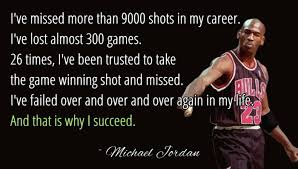 I've missed more than 9000 shots in my career.
I've lost almost 300 games.
26 times, I've been trusted to take
the game winning shot and missed.
I've failed over and over and over again in my life.
And that is why I succeed.
~ Michael Jordan
23